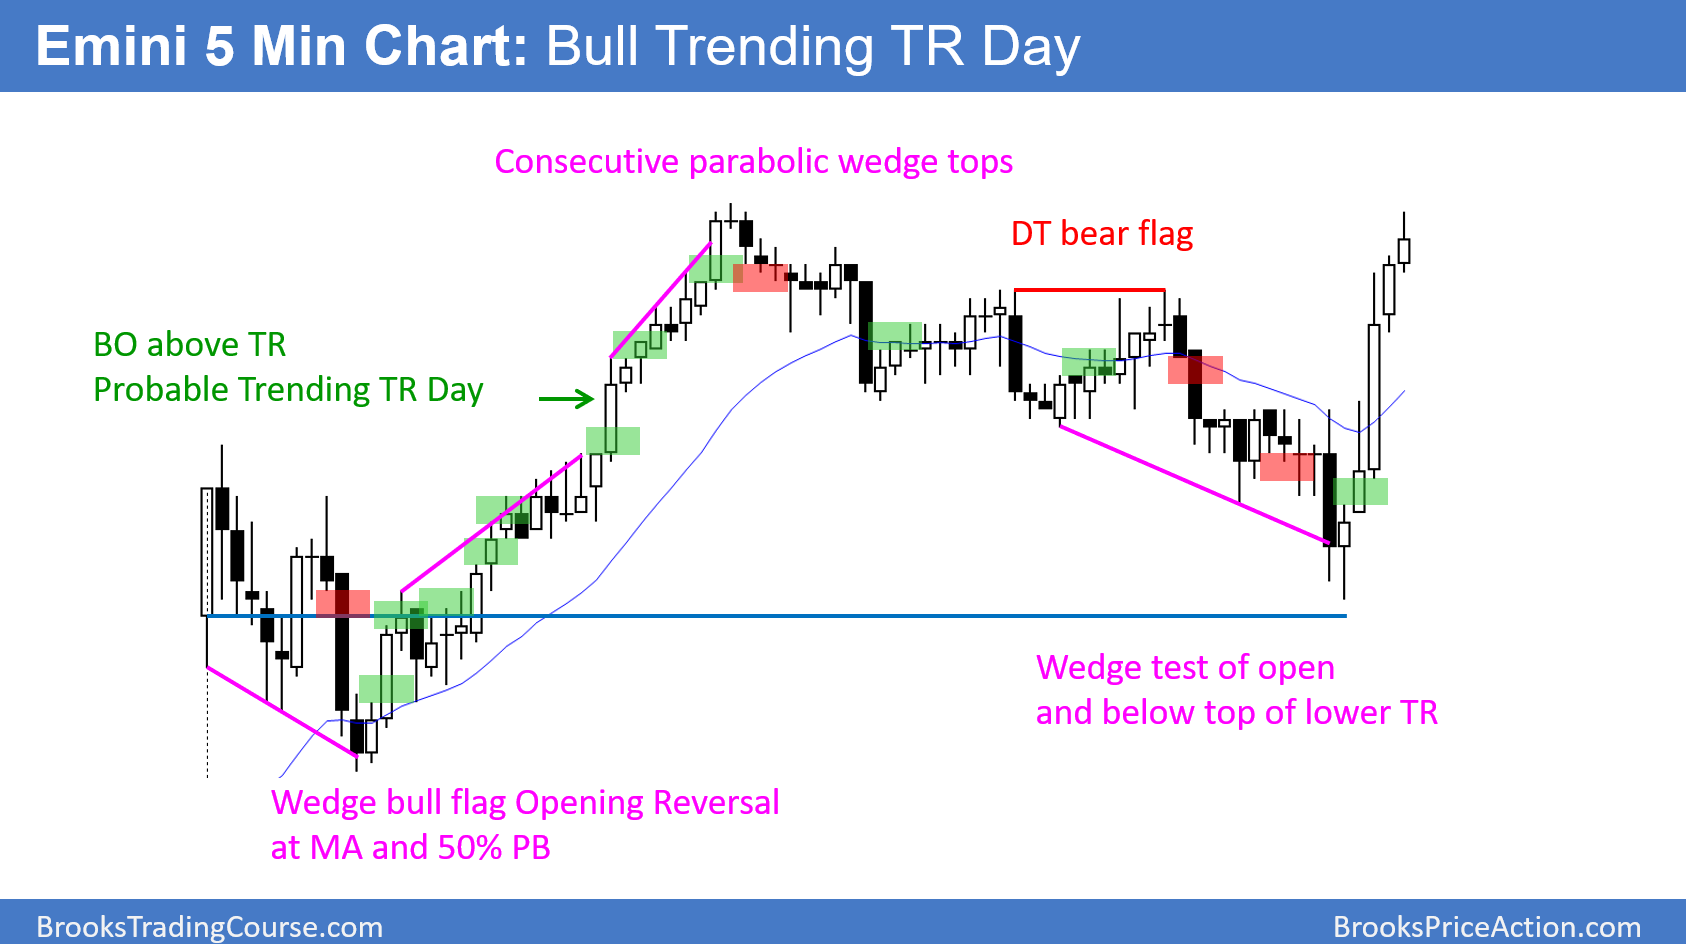 Emini 5 Min Chart: Bull Trending TR Day
Consecutive parabolic wedge tops
DT bear flag
BO above TR
Probable Trending TR Day
Wedge test of open
and below top of lower TR
Wedge bull flag Opening Reversal
at MA and 50% PB
BrooksTradingCourse.com
BrooksPriceAction.com